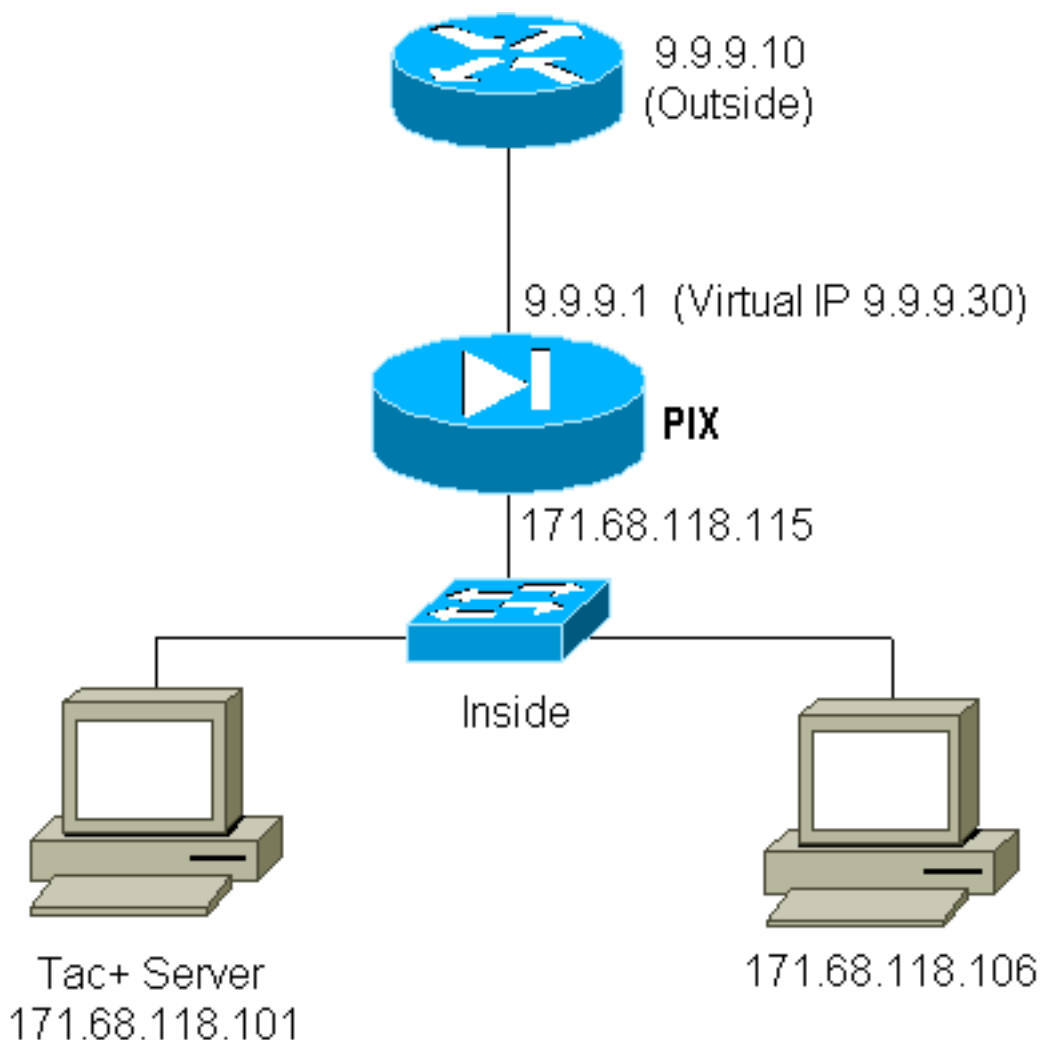 9.9.9.10
(Outside)
9.9.9.1 (Virtual IP 9.9.9.30)
PIX
171.68.118.115
Inside
Tac+ Server
171.68.118.101
171.68.118.106